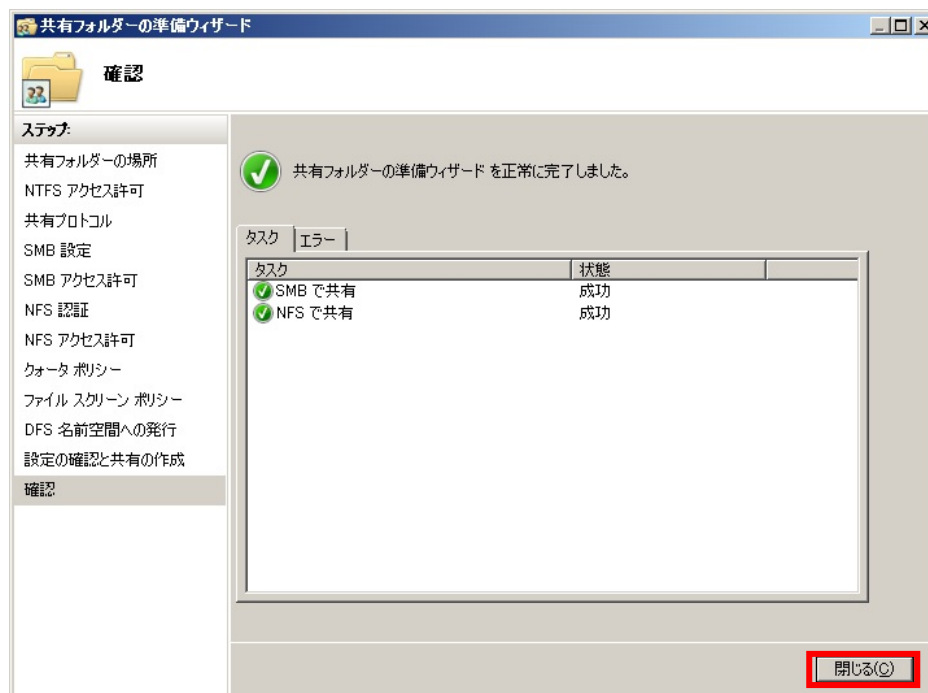 共有フォルダーの準備ウィザード
確認
ステップ:
共有フォルダーの場所
NTFS アクセス許可
共有プロトコル
SMB 設定
SMB アクセス許可
NFS 認証
NFS アクセス許可
クォータ ポリシー
ファイル スクリーン ポリシー
DFS 名前空間への発行
設定の確認と共有の作成
確認
共有フォルダーの準備ウィザード を正常に完了しました。
タスク エラー
タスク 状態
SMB で共有 成功
NFS で共有 成功
閉じる(C)